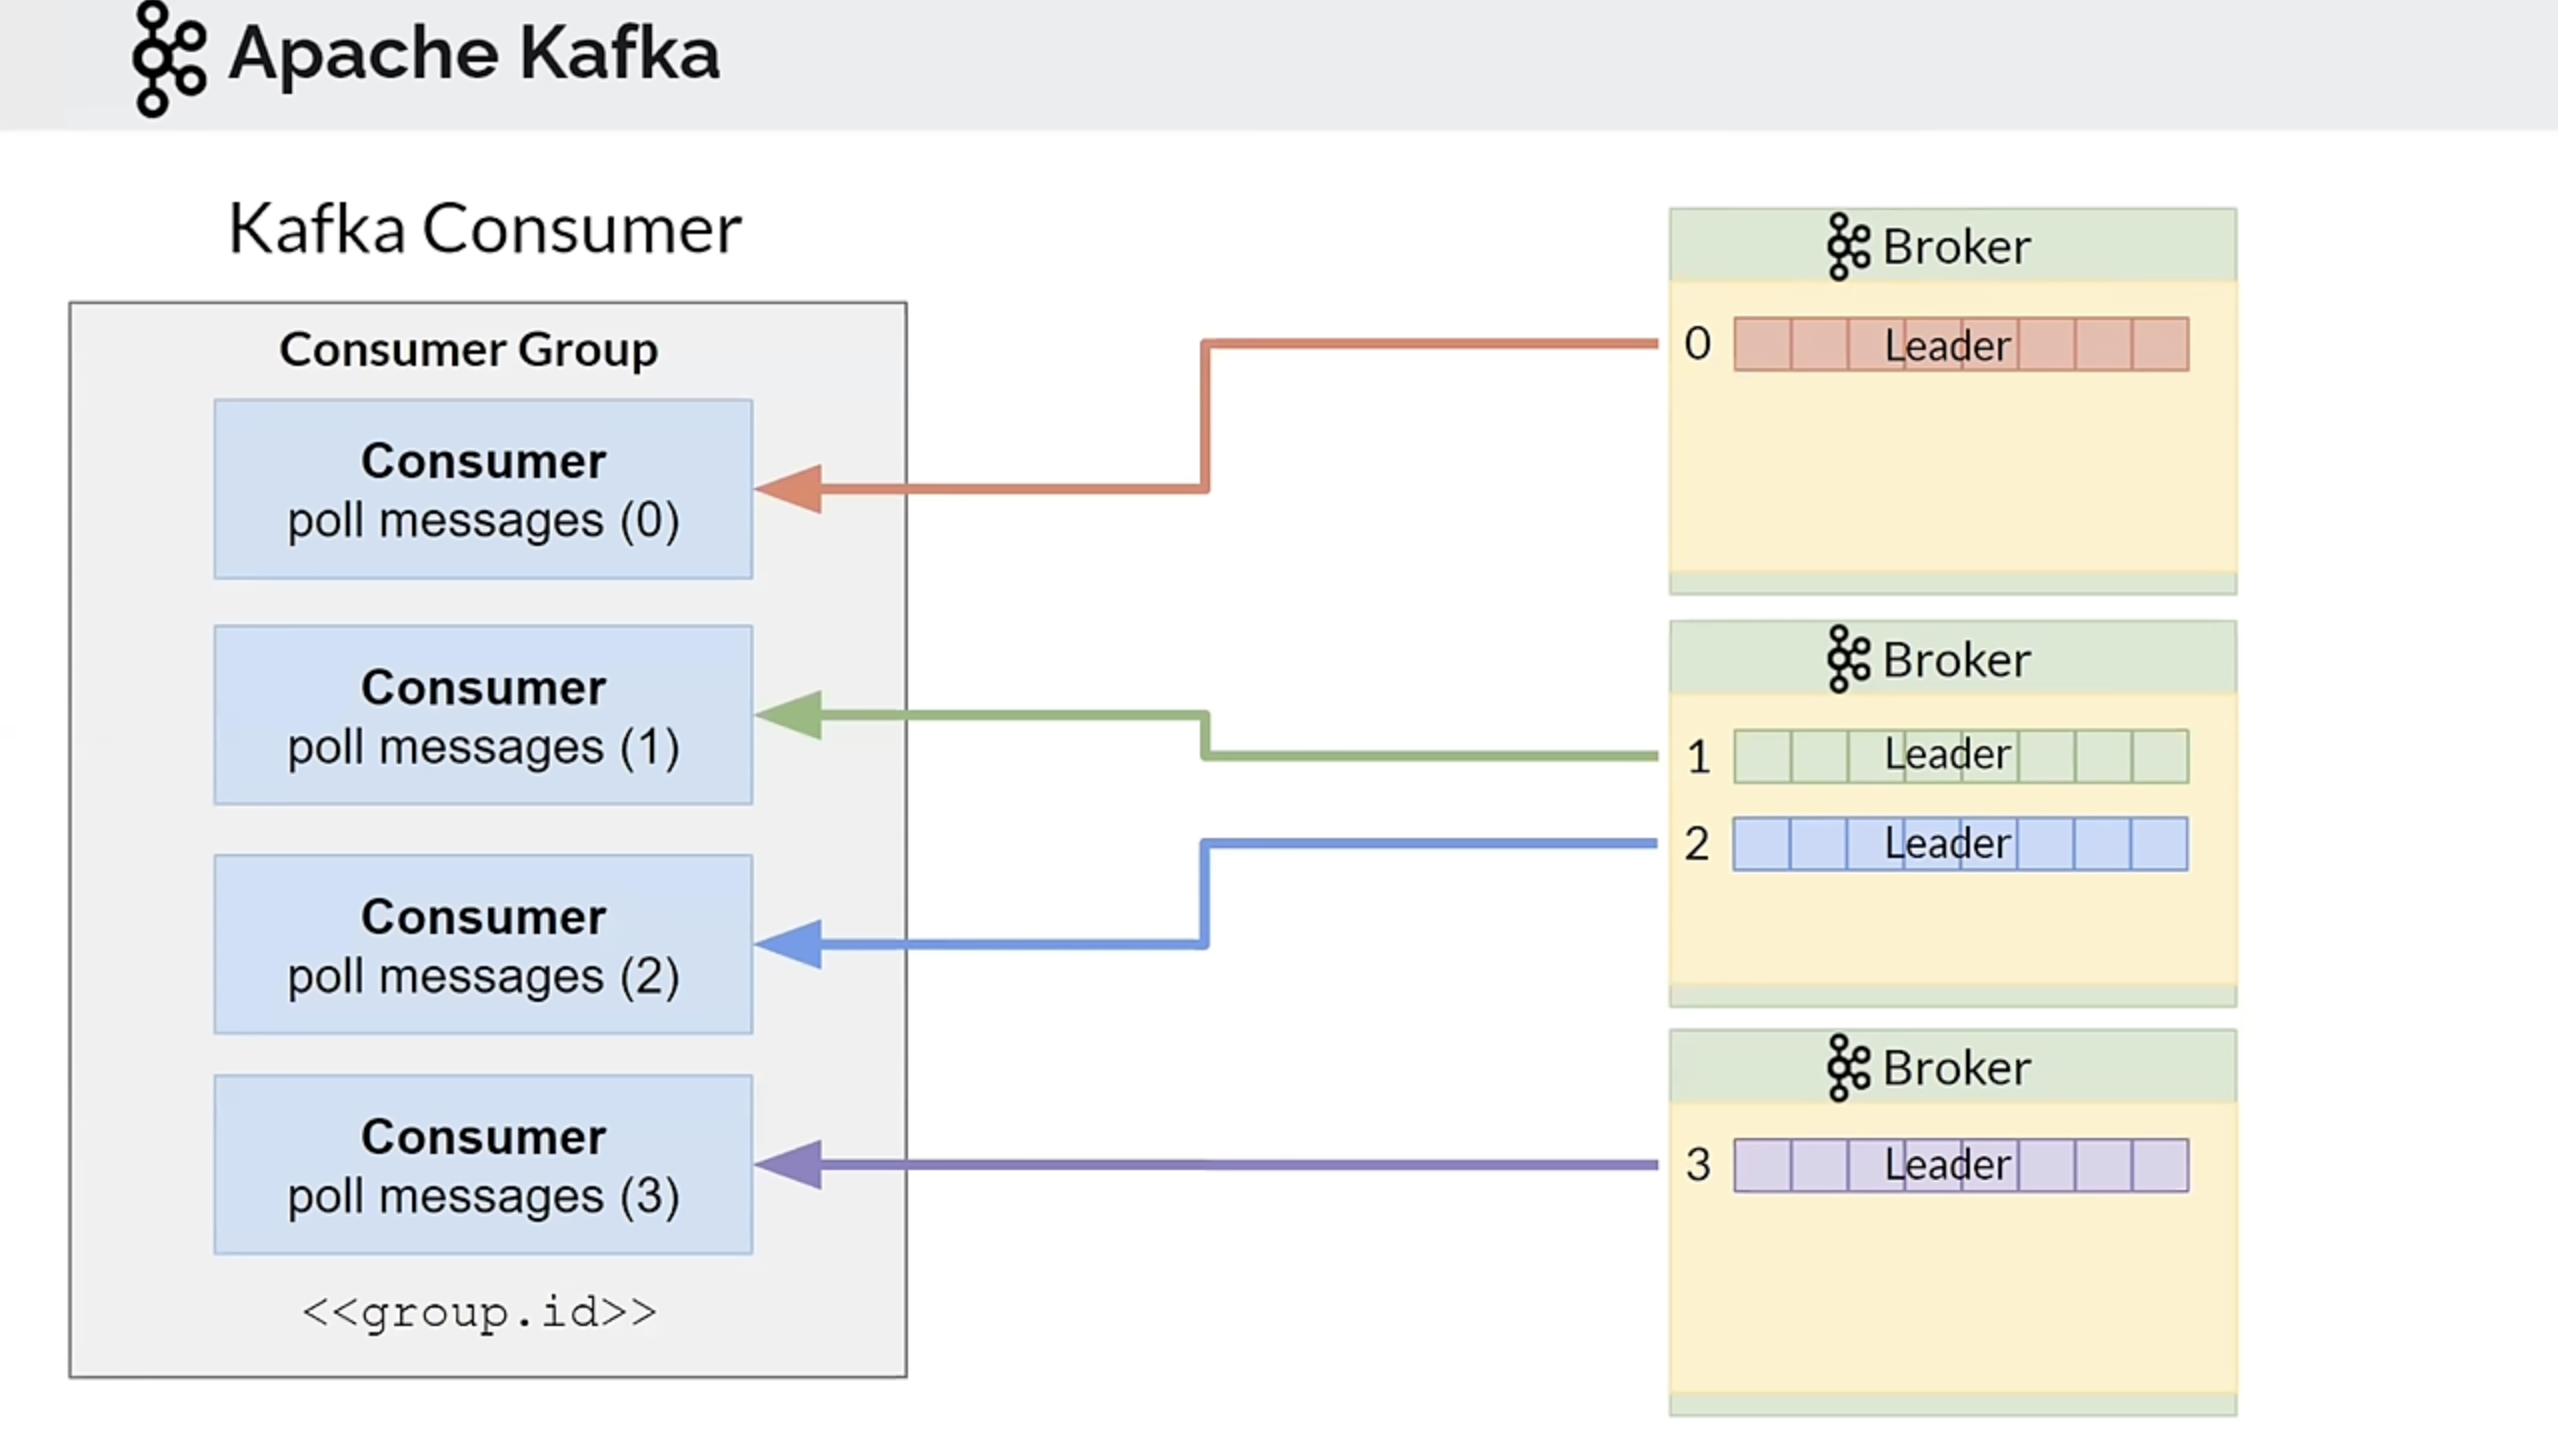 Apache Kafka
Kafka Consumer
Consumer Group
Consumer
poll messages (0)
Consumer
poll messages (1)
Consumer
poll messages (2)
Consumer
poll messages (3)
<<group.id>>
Broker
0 Leader
Broker
1 Leader
2 Leader
Broker
3 Leader